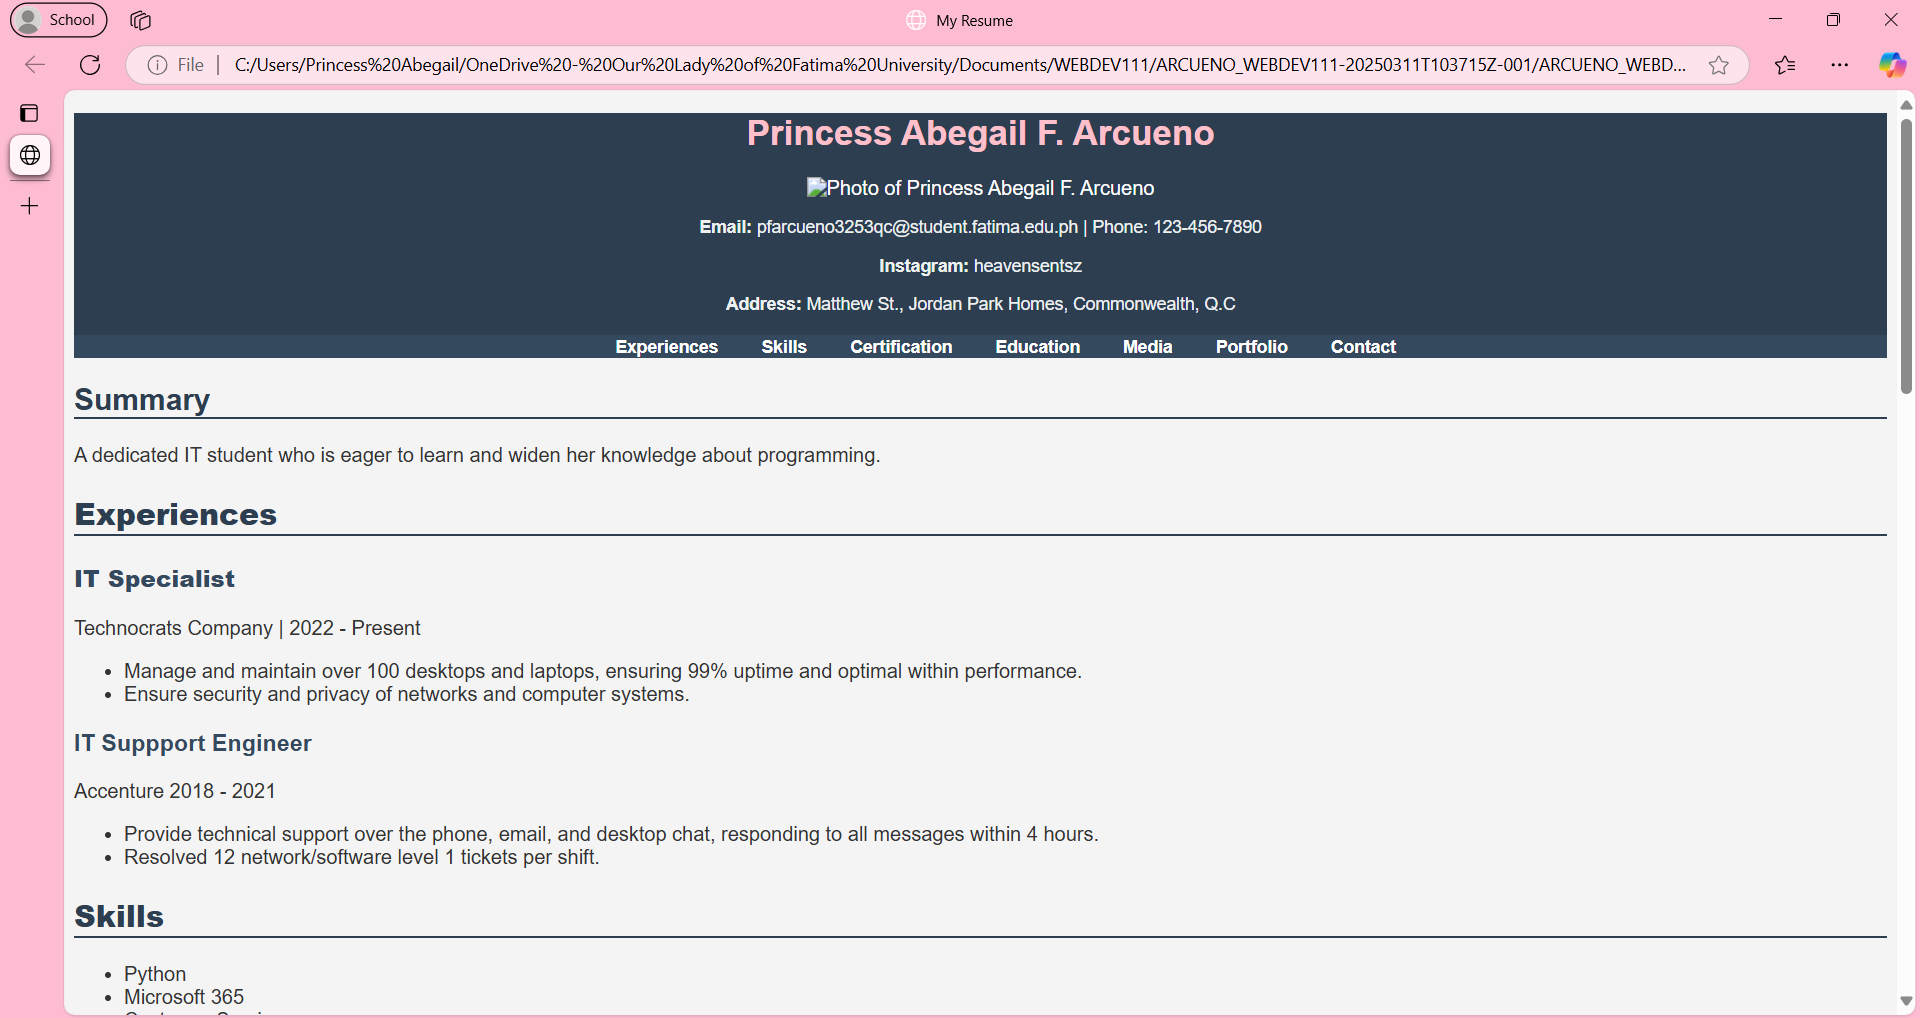 School
My Resume
File
C:/Users/Princess%20Abegail/OneDrive%20-%20Our%20Lady%20of%20Fatima%20University/Documents/WEBDEV111/ARCUENO_WEBDEV111-20250311T103715Z-001/ARCUENO_WEBD...
Princess Abegail F. Arcueno
Photo of Princess Abegail F. Arcueno
Email: pfarcueno3253qc@student.fatima.edu.ph | Phone: 123-456-7890
Instagram: heavensentsz
Address: Matthew St., Jordan Park Homes, Commonwealth, Q.C
Experiences Skills Certification Education Media Portfolio Contact
Summary
A dedicated IT student who is eager to learn and widen her knowledge about programming.
Experiences
IT Specialist
Technocrats Company | 2022 - Present
• Manage and maintain over 100 desktops and laptops, ensuring 99% uptime and optimal within performance.
• Ensure security and privacy of networks and computer systems.
IT Suppport Engineer
Accenture 2018 - 2021
• Provide technical support over the phone, email, and desktop chat, responding to all messages within 4 hours.
• Resolved 12 network/software level 1 tickets per shift.
Skills
• Python
• Microsoft 365